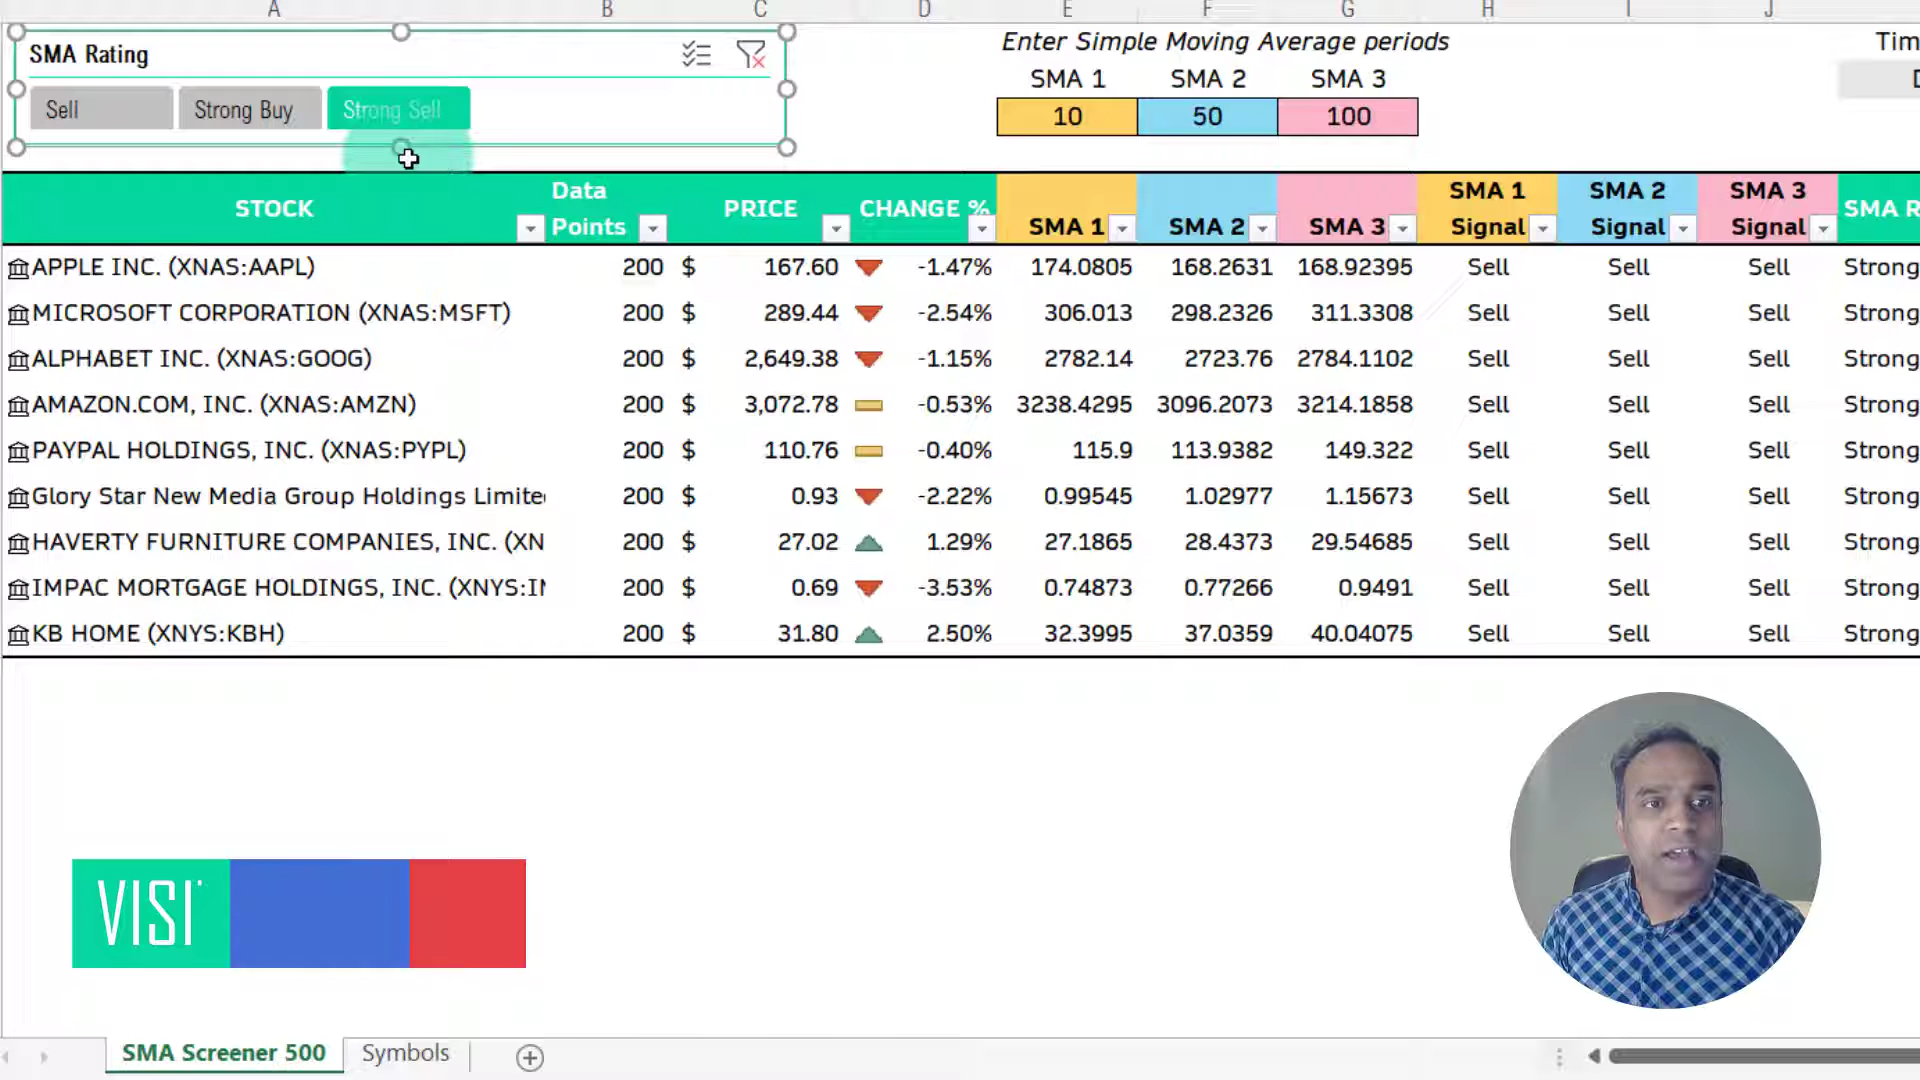 A B C D E F G H I J
SMA Rating
Sell Strong Buy Strong Sell
Enter Simple Moving Average periods
SMA 1 SMA 2 SMA 3
10 50 100
Tim
D
STOCK Data Points PRICE CHANGE % SMA 1 SMA 2 SMA 3 SMA 1 Signal SMA 2 Signal SMA 3 Signal SMA R
APPLE INC. (XNAS:AAPL) 200 $ 167.60 -1.47% 174.0805 168.2631 168.92395 Sell Sell Sell Strong
MICROSOFT CORPORATION (XNAS:MSFT) 200 $ 289.44 -2.54% 306.013 298.2326 311.3308 Sell Sell Sell Strong
ALPHABET INC. (XNAS:GOOG) 200 $ 2,649.38 -1.15% 2782.14 2723.76 2784.1102 Sell Sell Sell Strong
AMAZON.COM, INC. (XNAS:AMZN) 200 $ 3,072.78 -0.53% 3238.4295 3096.2073 3214.1858 Sell Sell Sell Strong
PAYPAL HOLDINGS, INC. (XNAS:PYPL) 200 $ 110.76 -0.40% 115.9 113.9382 149.322 Sell Sell Sell Strong
Glory Star New Media Group Holdings Limite 200 $ 0.93 -2.22% 0.99545 1.02977 1.15673 Sell Sell Sell Strong
HAVERTY FURNITURE COMPANIES, INC. (XN 200 $ 27.02 1.29% 27.1865 28.4373 29.54685 Sell Sell Sell Strong
IMPAC MORTGAGE HOLDINGS, INC. (XNYS:IM 200 $ 0.69 -3.53% 0.74873 0.77266 0.9491 Sell Sell Sell Strong
KB HOME (XNYS:KBH) 200 $ 31.80 2.50% 32.3995 37.0359 40.04075 Sell Sell Sell Strong
VISI
SMA Screener 500 Symbols